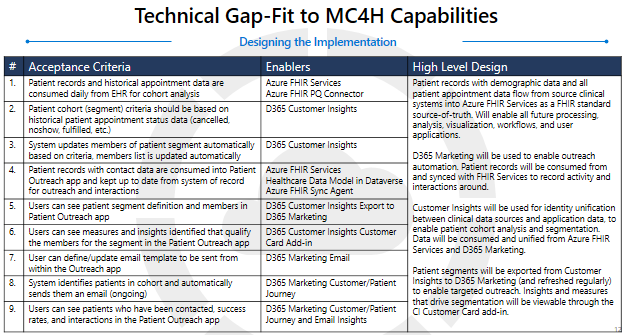 Technical Gap-Fit to MC4H Capabilities
Designing the Implementation
# Acceptance Criteria Enablers High Level Design
1. Patient records and historical appointment data are
consumed daily from EHR for cohort analysis
Azure FHIR Services
Azure FHIR PQ Connector
2. Patient cohort (segment) criteria should be based on
historical patient appointment status data (cancelled,
noshow, fulfilled, etc.)
D365 Customer Insights
3. System updates members of patient segment automatically
based on criteria, members list is updated automatically
D365 Customer Insights
4. Patient records with contact data are consumed into Patient
Outreach app and kept up to date from system of record
for outreach and interactions
Azure FHIR Services
Healthcare Data Model in Dataverse
Azure FHIR Sync Agent
5. Users can see patient segment definition and members in
Patient Outreach app
D365 Customer Insights Export to
D365 Marketing
6. Users can see measures and insights identified that qualify
the members for the segment in the Patient Outreach app
D365 Customer Insights Customer
Card Add-in
7. User can define/update email template to be sent from
within the Outreach app
D365 Marketing Email
8. System identifies patients in cohort and automatically
sends them an email (ongoing)
D365 Marketing Customer/Patient
Journey
9. Users can see patients who have been contacted, success
rates, and interactions in the Patient Outreach app
D365 Marketing Customer/Patient
Journey and Email Insights
Patient records with demographic data and all
patient appointment data flow from source clinical
systems into Azure FHIR Services as a FHIR standard
source-of-truth. Will enable all future processing,
analysis, visualization, workflows, and user
applications.
D365 Marketing will be used to enable outreach
automation. Patient records will be consumed from
and synced with FHIR Services to record activity and
interactions around.
Customer Insights will be used for identity unification
between clinical data sources and application data, to
enable patient cohort analysis and segmentation.
Data will be consumed and unified from Azure FHIR
Services and D365 Marketing.
Patient segments will be exported from Customer
Insights to D365 Marketing (and refreshed regularly)
to enable targeted outreach. Insights and measures
that drive segmentation will be viewable through the
CI Customer Card add-in.